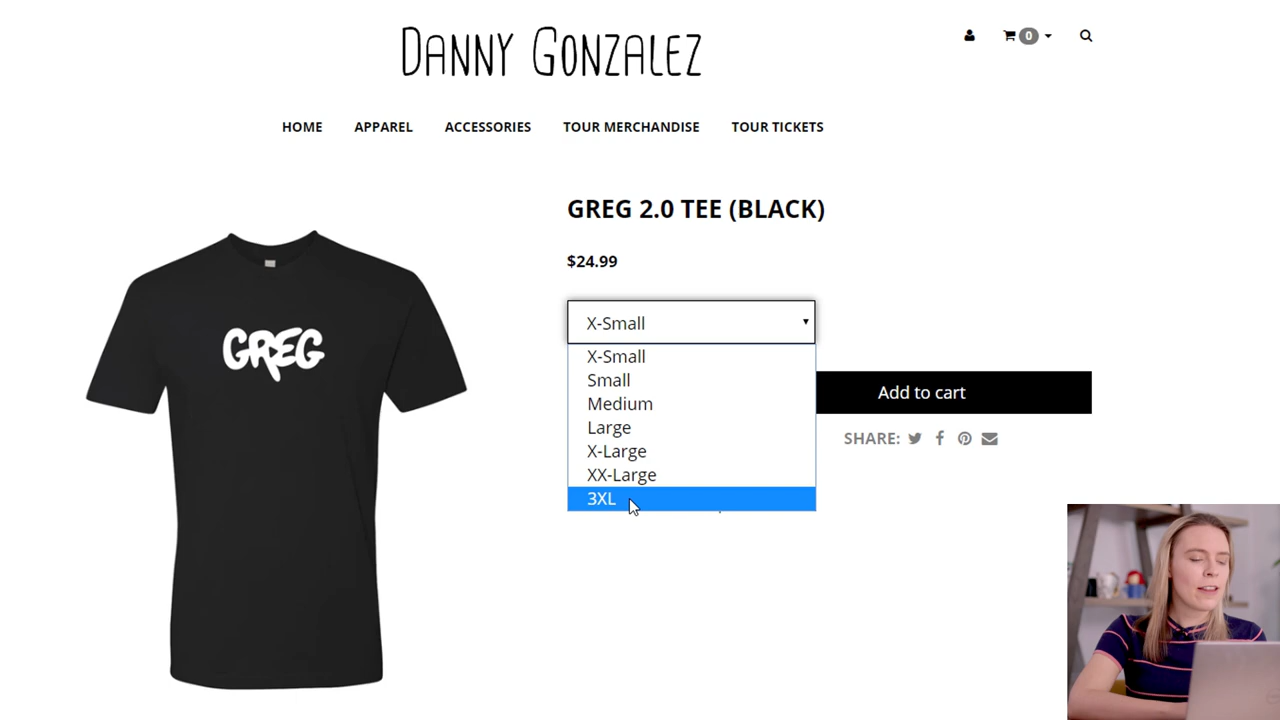 DANNY GONZALEZ
0
HOME APPAREL ACCESSORIES TOUR MERCHANDISE TOUR TICKETS
GREG 2.0 TEE (BLACK)
$24.99
GREG
X-Small
X-Small
Small
Medium
Large
X-Large
XX-Large
3XL
Add to cart
SHARE: